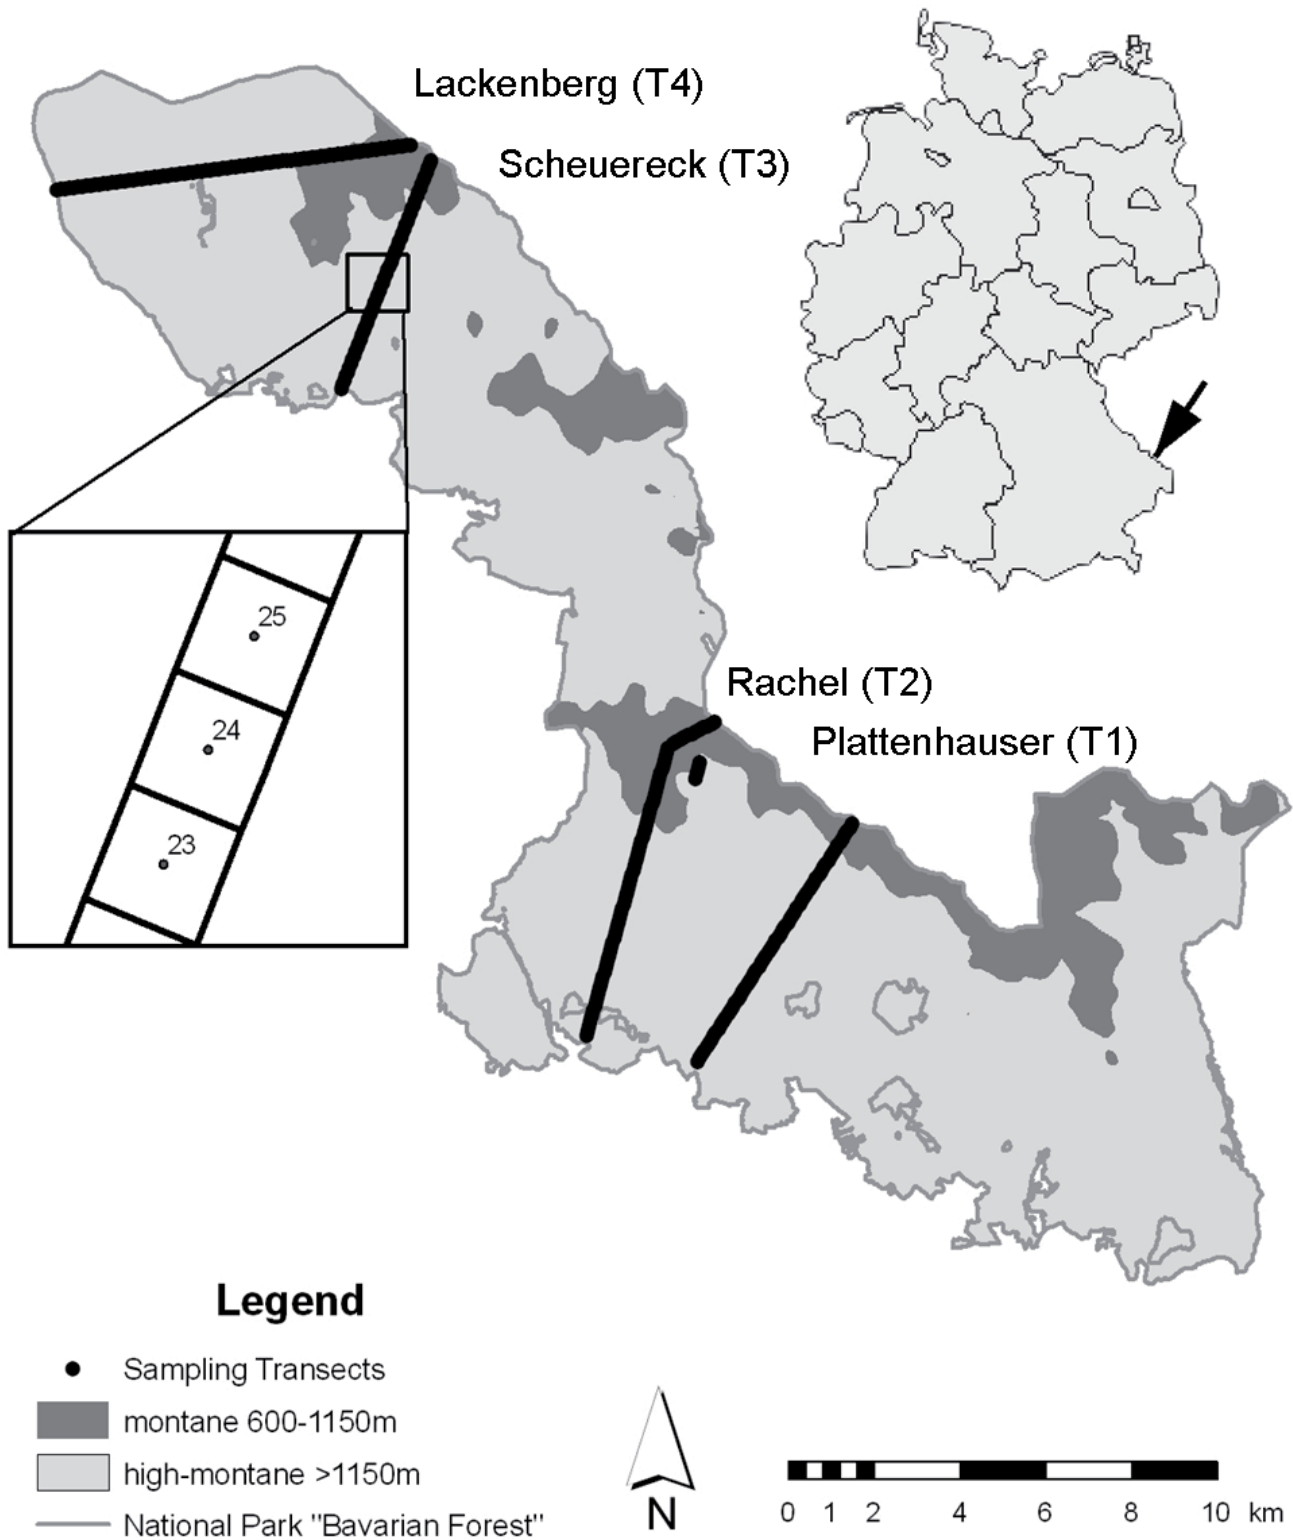 Lackenberg (T4)
Scheuereck (T3)
25
24
23
Rachel (T2)
Plattenhauser (T1)
Legend
Sampling Transects
montane 600-1150m
high-montane >1150m
National Park "Bavarian Forest"
N
0 1 2 4 6 8 10 km